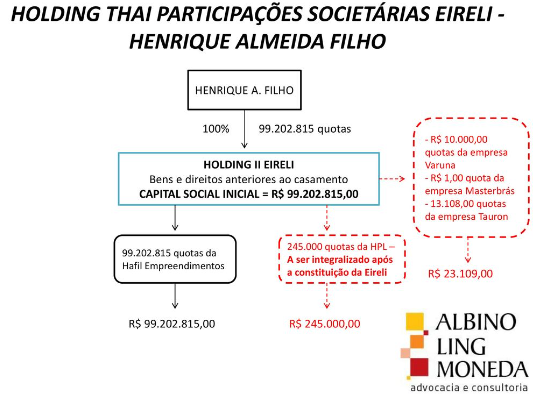 HOLDING THAI PARTICIPAÇÕES SOCIETÁRIAS EIRELI -
HENRIQUE ALMEIDA FILHO
HENRIQUE A. FILHO
100% 99.202.815 quotas
HOLDING II EIRELI
Bens e direitos anteriores ao casamento
CAPITAL SOCIAL INICIAL = R$ 99.202.815,00
- R$ 10.000,00
quotas da empresa
Varuna
- R$ 1,00 quota da
empresa Masterbrás
- 13.108,00 quotas
da empresa Tauron
99.202.815 quotas da
Hafil Empreendimentos
245.000 quotas da HPL –
A ser integralizado após
a constituição da Eireli
R$ 23.109,00
R$ 99.202.815,00
R$ 245.000,00
ALBINO
LING
MONEDA
advocacia e consultoria